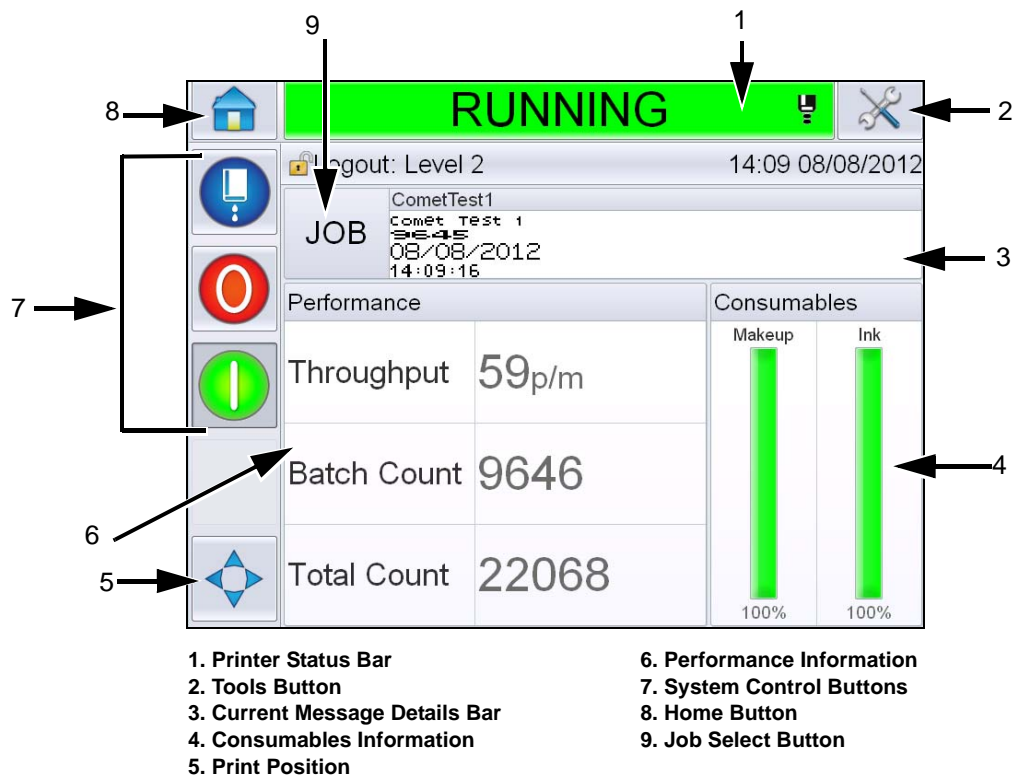 9
1
RUNNING
8
2
Logout: Level 2 14:09 08/08/2012
CometTest1
JOB
Comet Test 1
9645
08/08/2012
14:09:16
3
7
Performance
Consumables
Makeup Ink
Throughput 59p/m
Batch Count 9646
4
6
5
Total Count 22068
100% 100%
1. Printer Status Bar
2. Tools Button
3. Current Message Details Bar
4. Consumables Information
5. Print Position
6. Performance Information
7. System Control Buttons
8. Home Button
9. Job Select Button